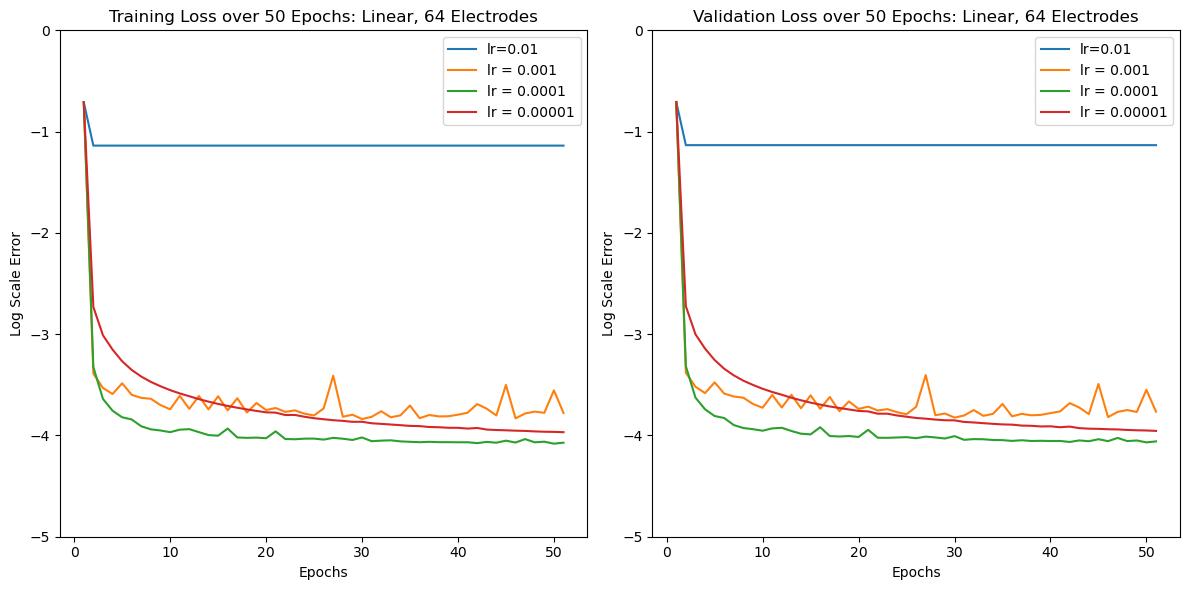 Training Loss over 50 Epochs: Linear, 64 Electrodes
lr=0.01
lr = 0.001
lr = 0.0001
lr = 0.00001
0
−1
−2
−3
−4
−5
Log Scale Error
0 10 20 30 40 50
Epochs
Validation Loss over 50 Epochs: Linear, 64 Electrodes
lr=0.01
lr = 0.001
lr = 0.0001
lr = 0.00001
0
−1
−2
−3
−4
−5
Log Scale Error
0 10 20 30 40 50
Epochs